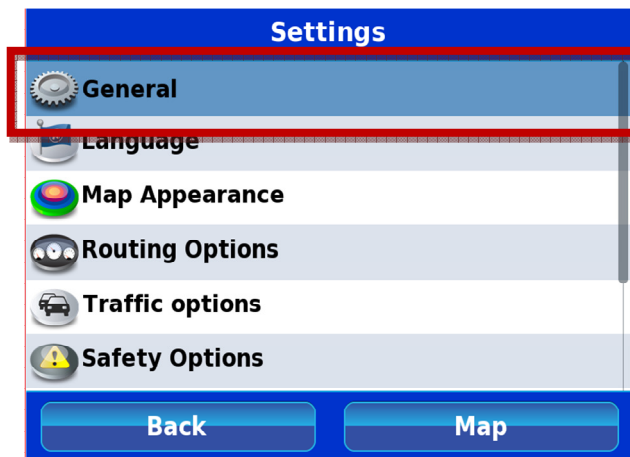 Settings
General
Language
Map Appearance
Routing Options
Traffic options
Safety Options
Back
Map